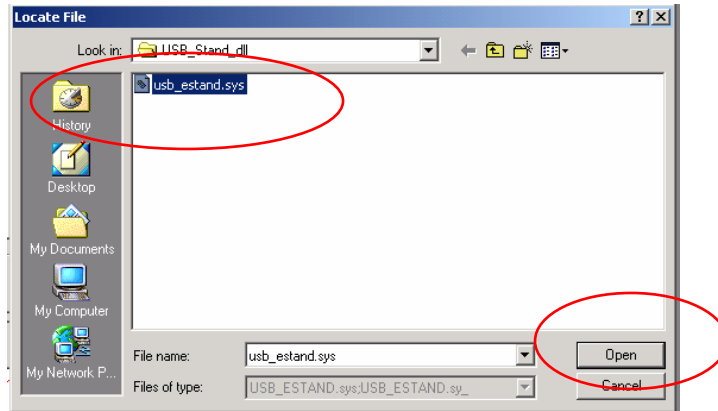 Locate File
Look in: USB_Stand_dll
usb_estand.sys
History
Desktop
My Documents
My Computer
My Network P...
File name: usb_estand.sys Open
Files of type: USB_ESTAND.sys;USB_ESTAND.sy_ Cancel